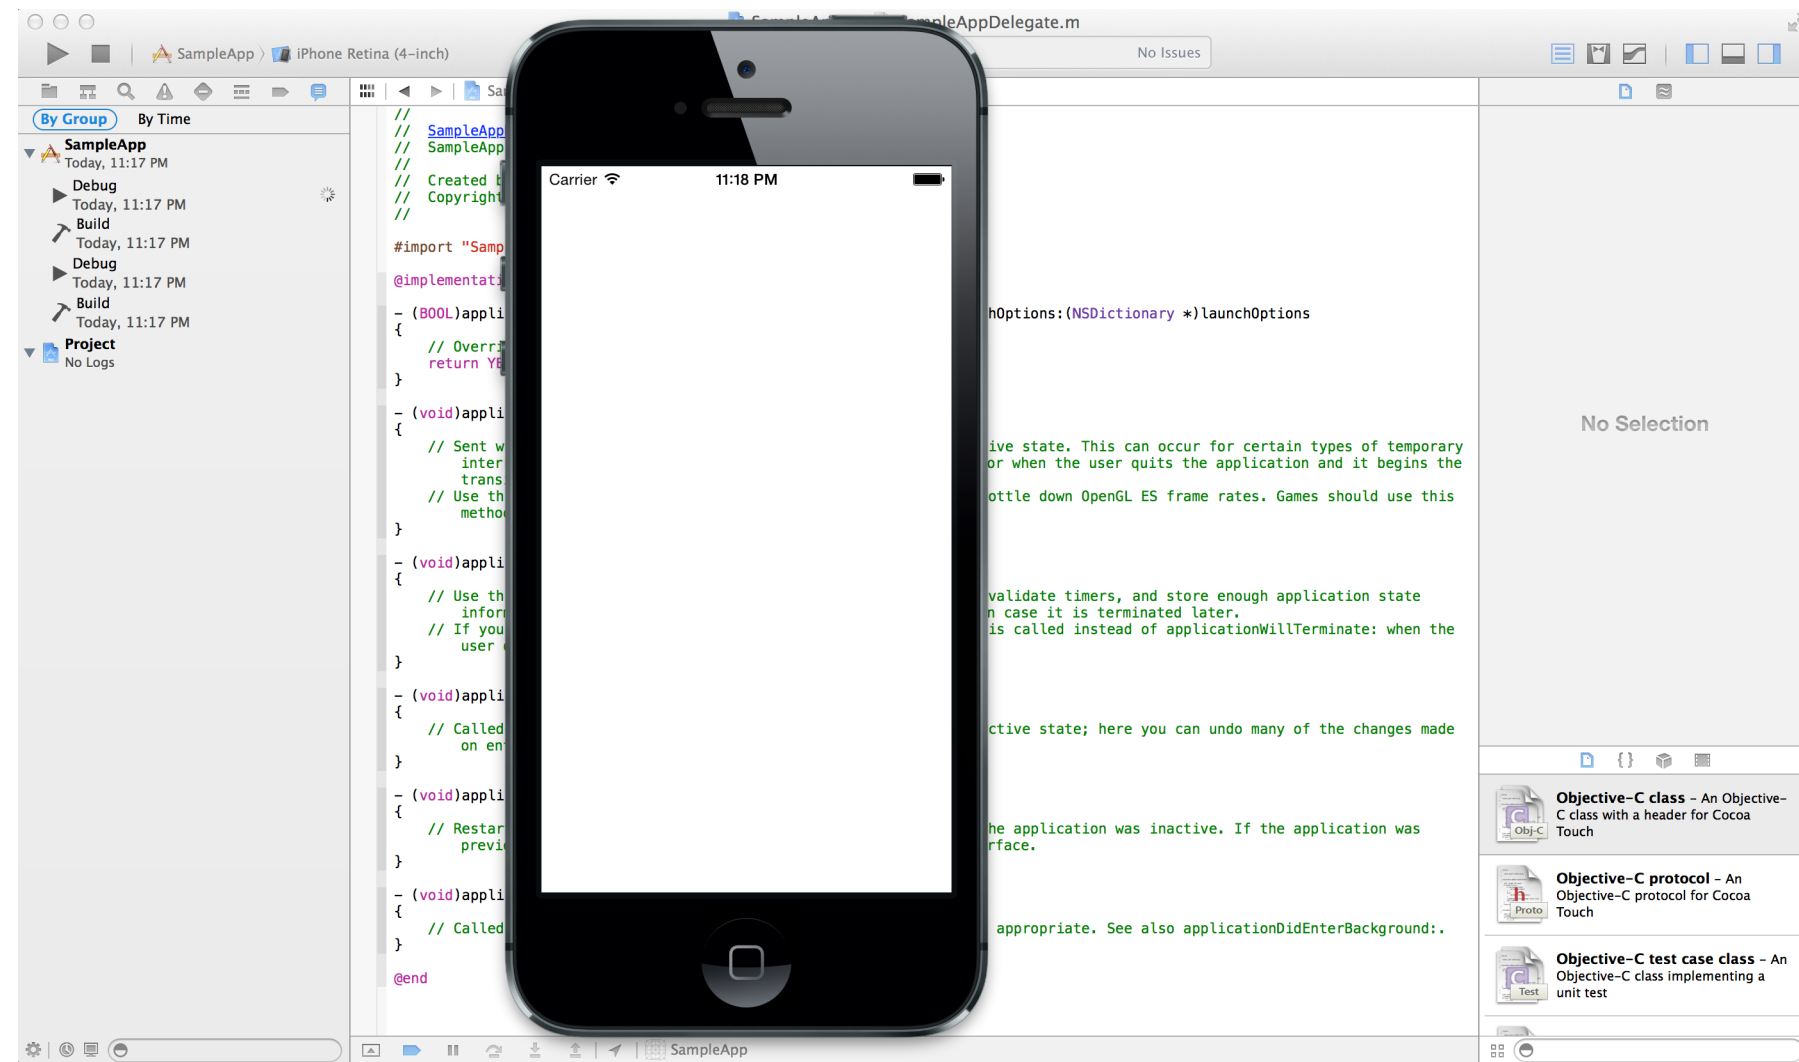 SampleAppDelegate.m
SampleApp
iPhone Retina (4-inch)
No Issues
By Group
By Time
SampleApp
Today, 11:17 PM
Debug
Today, 11:17 PM
Build
Today, 11:17 PM
Debug
Today, 11:17 PM
Build
Today, 11:17 PM
Project
No Logs
//
// SampleApp
// SampleApp
//
// Created
// Copyright
//
#import "Samp
@implementati
- (BOOL)appli
hOptions:(NSDictionary *)launchOptions
{
// Overri
return YE
}
- (void)appli
{
// Sent w
ive state. This can occur for certain types of temporary
inter
or when the user quits the application and it begins the
trans
// Use th
ottle down OpenGL ES frame rates. Games should use this
metho
}
- (void)appli
{
// Use th
validate timers, and store enough application state
infor
n case it is terminated later.
// If you
is called instead of applicationWillTerminate: when the
user
}
- (void)appli
{
// Called
ctive state; here you can undo many of the changes made
on en
}
- (void)appli
{
// Restar
he application was inactive. If the application was
previ
rface.
}
- (void)appli
{
// Called
appropriate. See also applicationDidEnterBackground:.
}
@end
Carrier
11:18 PM
No Selection
{ }
Obj-C
Objective-C class - An Objective-
C class with a header for Cocoa
Touch
Proto
Objective-C protocol - An
Objective-C protocol for Cocoa
Touch
Test
Objective-C test case class - An
Objective-C class implementing a
unit test
SampleApp